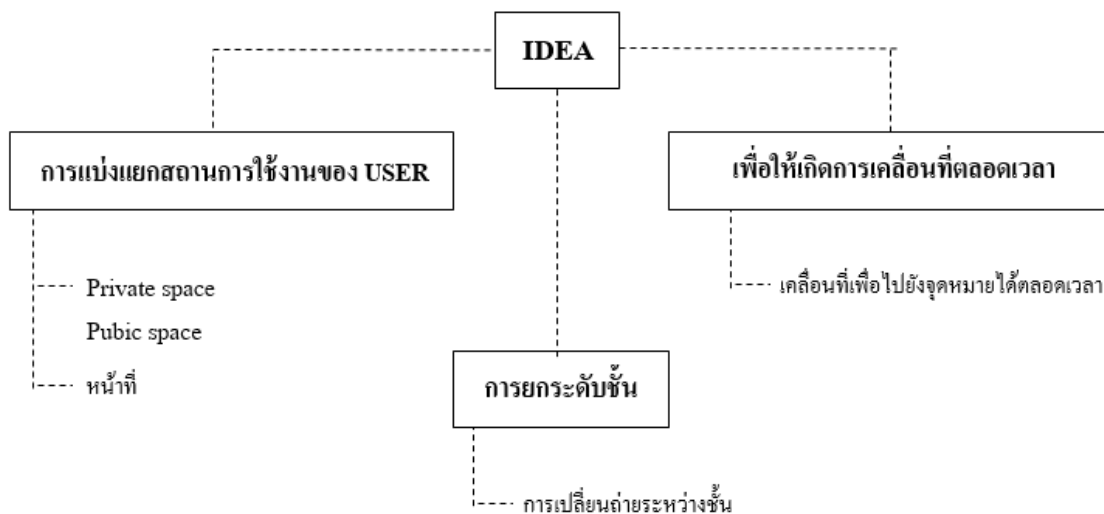 IDEA
การแบ่งแยกสถานการใช้งานของ USER
เพื่อให้เกิดการเคลื่อนที่ตลอดเวลา
Private space
เคลื่อนที่เพื่อไปยังจุดหมายได้ตลอดเวลา
Pubic space
หน้าที่
การยกระดับชั้น
การเปลี่ยนถ่ายระหว่างชั้น